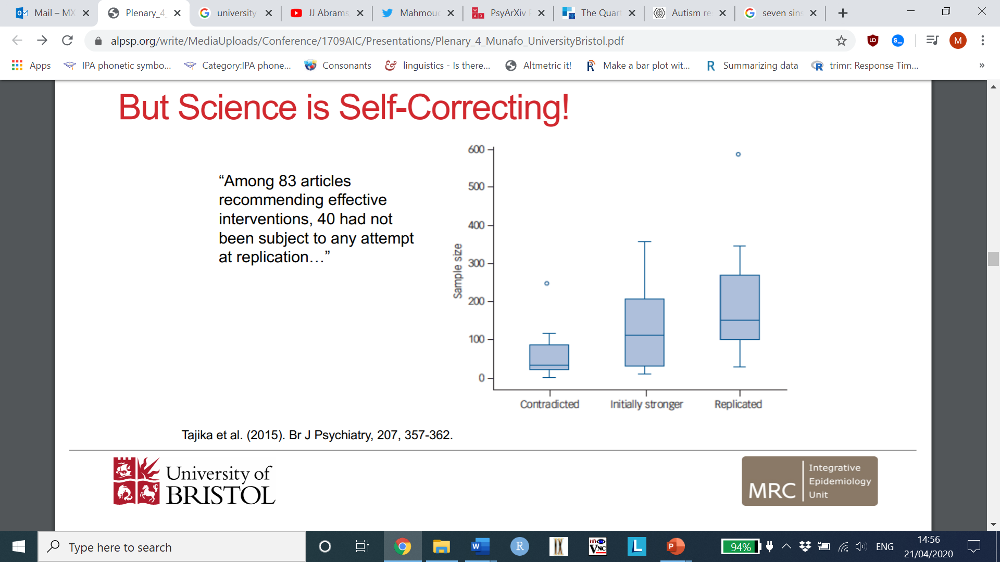 Mail – MX
Plenary_4_
university
JJ Abrams
Mahmoud
PsyArXiv
The Quart
Autism re
seven sins
alpsp.org/write/MediaUploads/Conference/1709AIC/Presentations/Plenary_4_Munafo_UniversityBristol.pdf
M
Apps
IPA phonetic symbo...
Category:IPA phone...
Consonants
linguistics - Is there...
Altmetric it!
Make a bar plot wit...
Summarizing data
trimr: Response Tim...
»
But Science is Self-Correcting!
“Among 83 articles
recommending effective
interventions, 40 had not
been subject to any attempt
at replication…”
600
500
400
300
200
100
0
Sample size
Contradicted
Initially stronger
Replicated
Tajika et al. (2015). Br J Psychiatry, 207, 357-362.
University of
BRISTOL
MRC
Integrative
Epidemiology
Unit
Type here to search
94%
ENG
14:56
21/04/2020